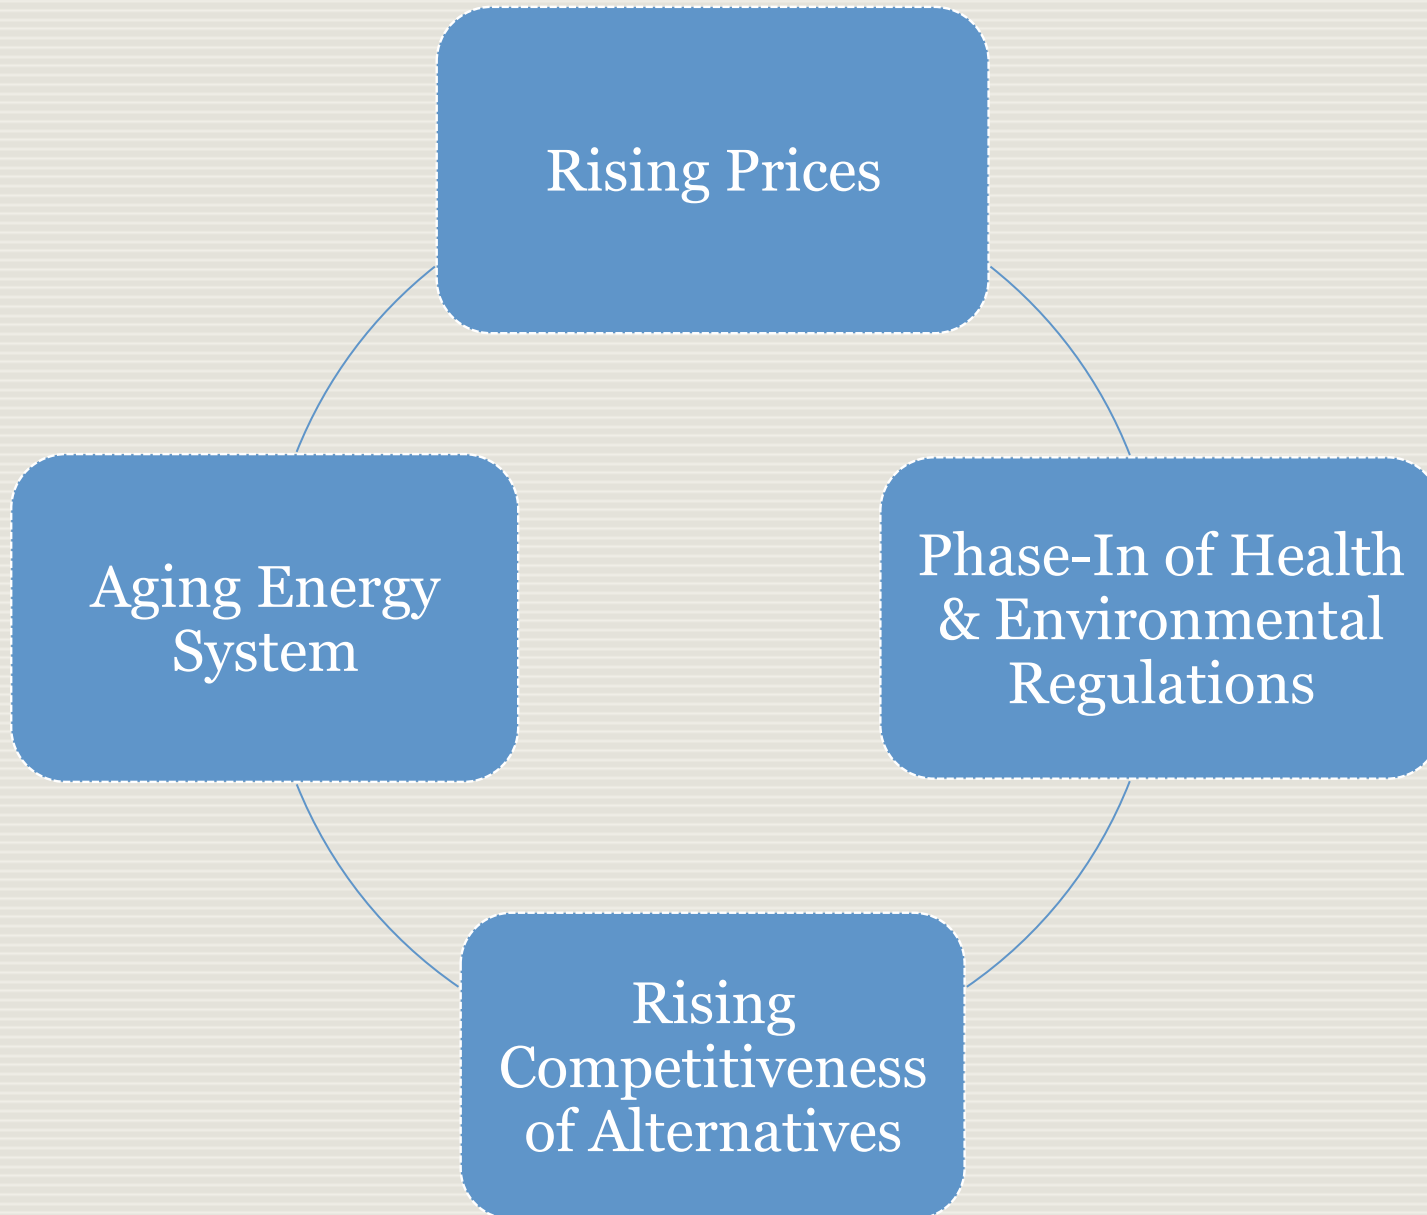 Rising Prices
Aging Energy
System
Phase-In of Health
& Environmental
Regulations
Rising
Competitiveness
of Alternatives